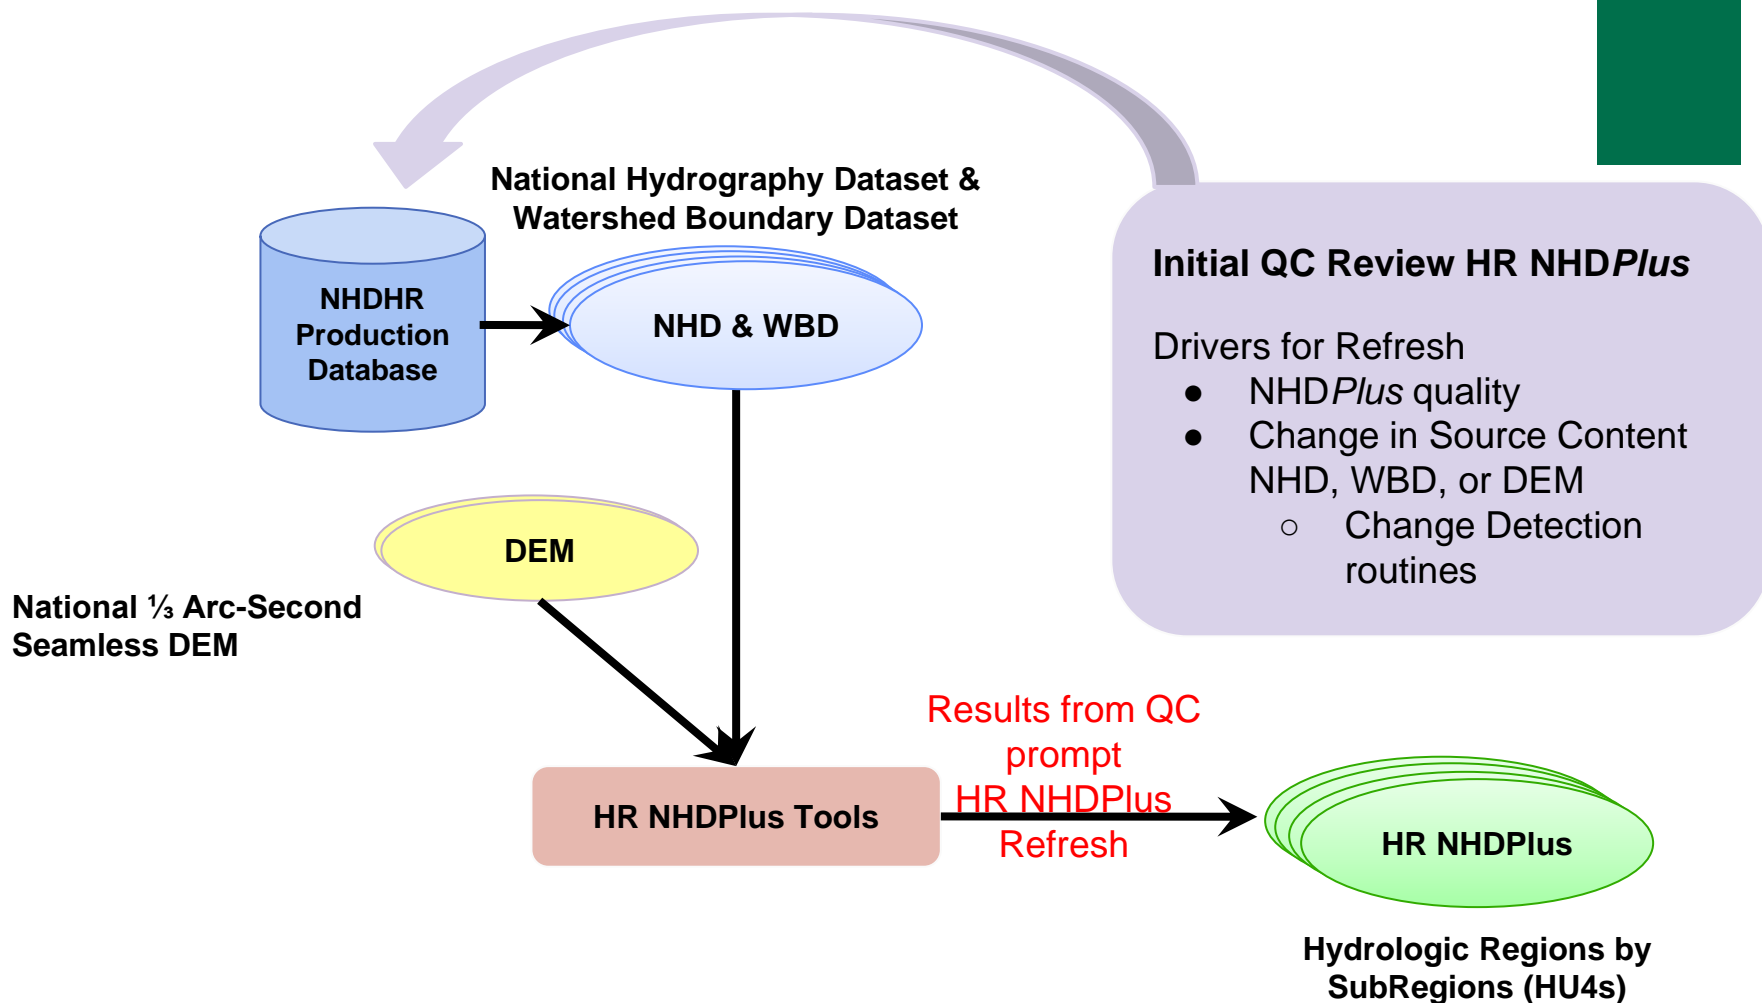 National Hydrography Dataset &
Watershed Boundary Dataset
NHDHR
Production
Database
NHD & WBD
Initial QC Review HR NHDPlus
Drivers for Refresh
● NHDPlus quality
● Change in Source Content
NHD, WBD, or DEM
○ Change Detection
routines
DEM
National ⅓ Arc-Second
Seamless DEM
Results from QC
prompt
HR NHDPlus
Refresh
HR NHDPlus Tools
HR NHDPlus
Hydrologic Regions by
SubRegions (HU4s)